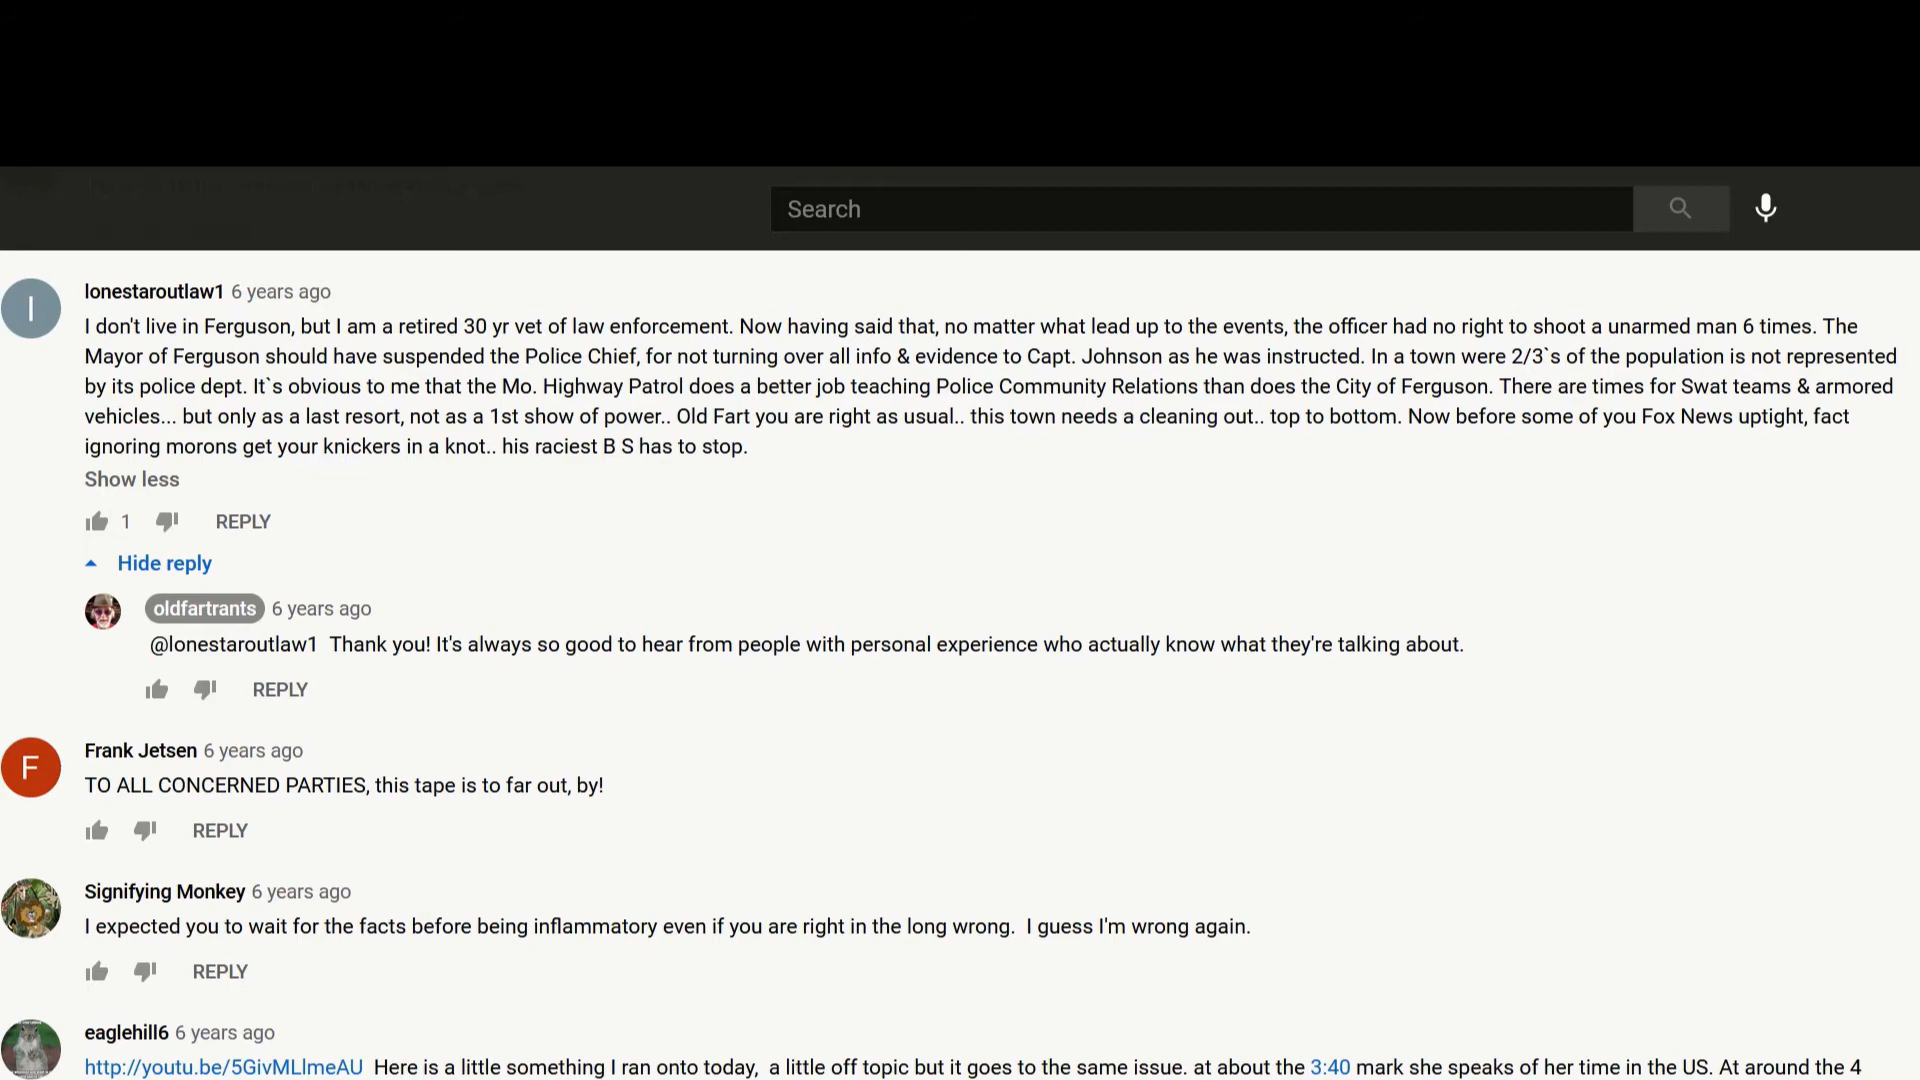 Search
I
lonestaroutlaw1 6 years ago
I don't live in Ferguson, but I am a retired 30 yr vet of law enforcement. Now having said that, no matter what lead up to the events, the officer had no right to shoot a unarmed man 6 times. The
Mayor of Ferguson should have suspended the Police Chief, for not turning over all info & evidence to Capt. Johnson as he was instructed. In a town were 2/3`s of the population is not represented
by its police dept. It`s obvious to me that the Mo. Highway Patrol does a better job teaching Police Community Relations than does the City of Ferguson. There are times for Swat teams & armored
vehicles... but only as a last resort, not as a 1st show of power.. Old Fart you are right as usual.. this town needs a cleaning out.. top to bottom. Now before some of you Fox News uptight, fact
ignoring morons get your knickers in a knot.. his raciest B S has to stop.
Show less
1 REPLY
Hide reply
oldfartrants 6 years ago
@lonestaroutlaw1 Thank you! It's always so good to hear from people with personal experience who actually know what they're talking about.
REPLY
F
Frank Jetsen 6 years ago
TO ALL CONCERNED PARTIES, this tape is to far out, by!
REPLY
Signifying Monkey 6 years ago
I expected you to wait for the facts before being inflammatory even if you are right in the long wrong. I guess I'm wrong again.
REPLY
eaglehill6 6 years ago
http://youtu.be/5GivMLlmeAU Here is a little something I ran onto today, a little off topic but it goes to the same issue. at about the 3:40 mark she speaks of her time in the US. At around the 4